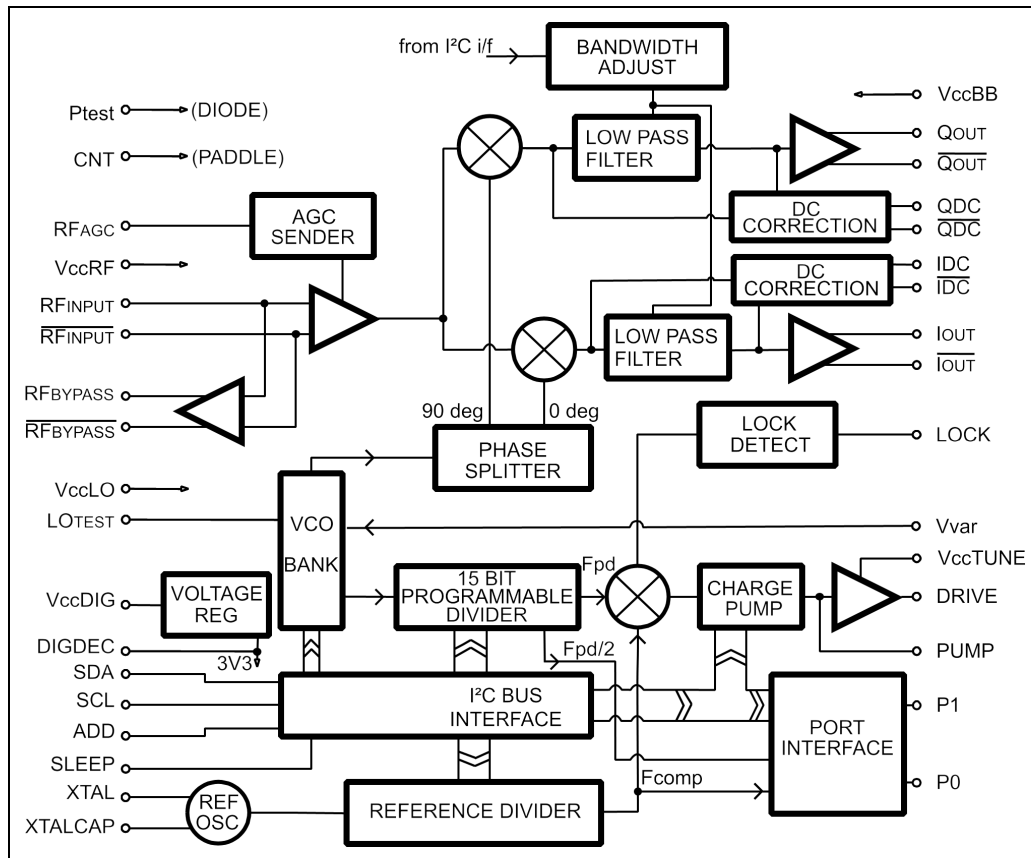 from I²C i/f
BANDWIDTH
ADJUST
Ptest
(DIODE)
VccBB
LOW PASS
FILTER
QOUT
QOUT
CNT
(PADDLE)
AGC
SENDER
RFAGC
DC
CORRECTION
QDC
QDC
VccRF
DC
CORRECTION
IDC
IDC
RFINPUT
RFINPUT
LOW PASS
FILTER
IOUT
IOUT
RFBYPASS
RFBYPASS
90 deg
0 deg
PHASE
SPLITTER
LOCK
DETECT
LOCK
VccLO
LOTEST
VCO
BANK
Vvar
VccTUNE
VccDIG
VOLTAGE
REG
15 BIT
PROGRAMMABLE
DIVIDER
Fpd
CHARGE
PUMP
DRIVE
DIGDEC
3V3
Fpd/2
PUMP
SDA
SCL
ADD
I²C BUS
INTERFACE
PORT
INTERFACE
P1
P0
SLEEP
XTAL
XTALCAP
REF
OSC
REFERENCE DIVIDER
Fcomp